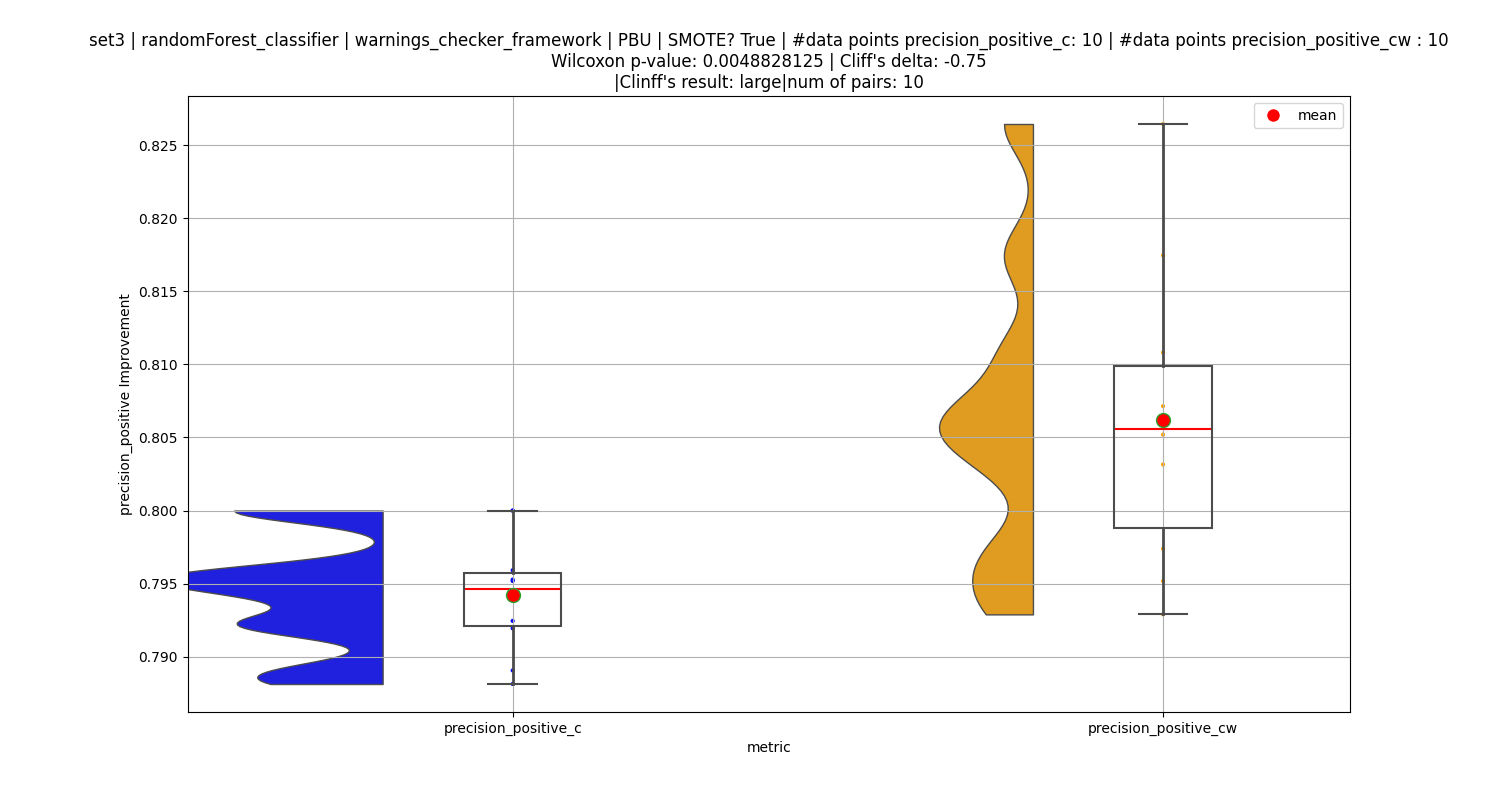 set3 | randomForest_classifier | warnings_checker_framework | PBU | SMOTE? True | #data points precision_positive_c: 10 | #data points precision_positive_cw : 10
Wilcoxon p-value: 0.0048828125 | Cliff's delta: -0.75
|Clinff's result: large|num of pairs: 10
mean
0.825
0.820
0.815
0.810
0.805
0.800
0.795
0.790
precision_positive Improvement
precision_positive_c
precision_positive_cw
metric